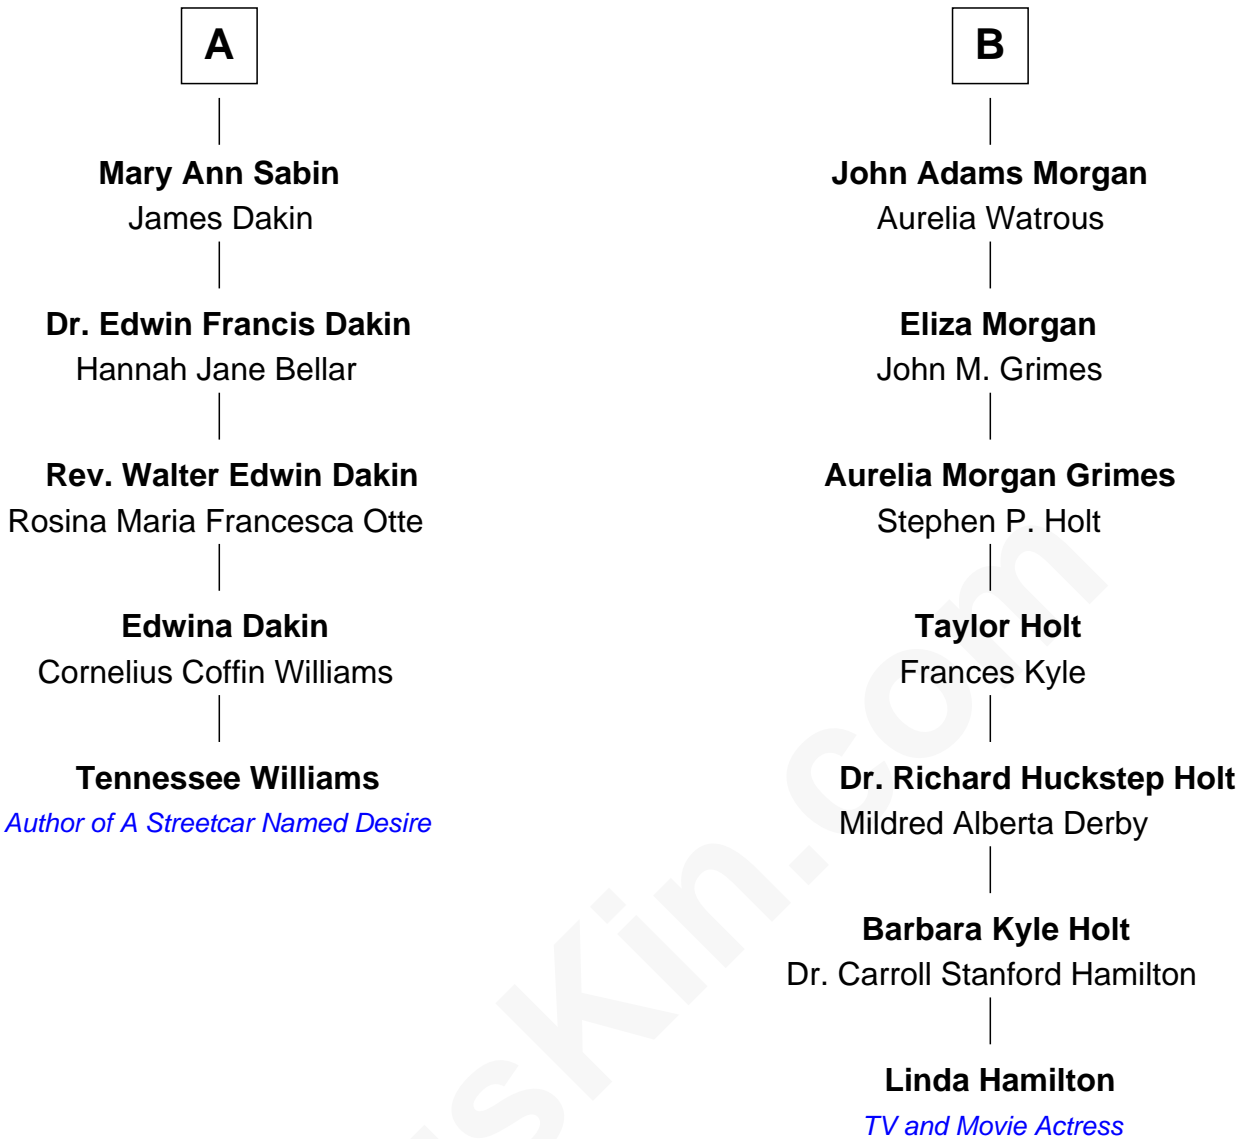 A
Mary Ann Sabin
James Dakin
Dr. Edwin Francis Dakin
Hannah Jane Bellar
Rev. Walter Edwin Dakin
Rosina Maria Francesca Otte
Edwina Dakin
Cornelius Coffin Williams
Tennessee Williams
Author of A Streetcar Named Desire
B
John Adams Morgan
Aurelia Watrous
Eliza Morgan
John M. Grimes
Aurelia Morgan Grimes
Stephen P. Holt
Taylor Holt
Frances Kyle
Dr. Richard Huckstep Holt
Mildred Alberta Derby
Barbara Kyle Holt
Dr. Carroll Stanford Hamilton
Linda Hamilton
TV and Movie Actress
usKin.com